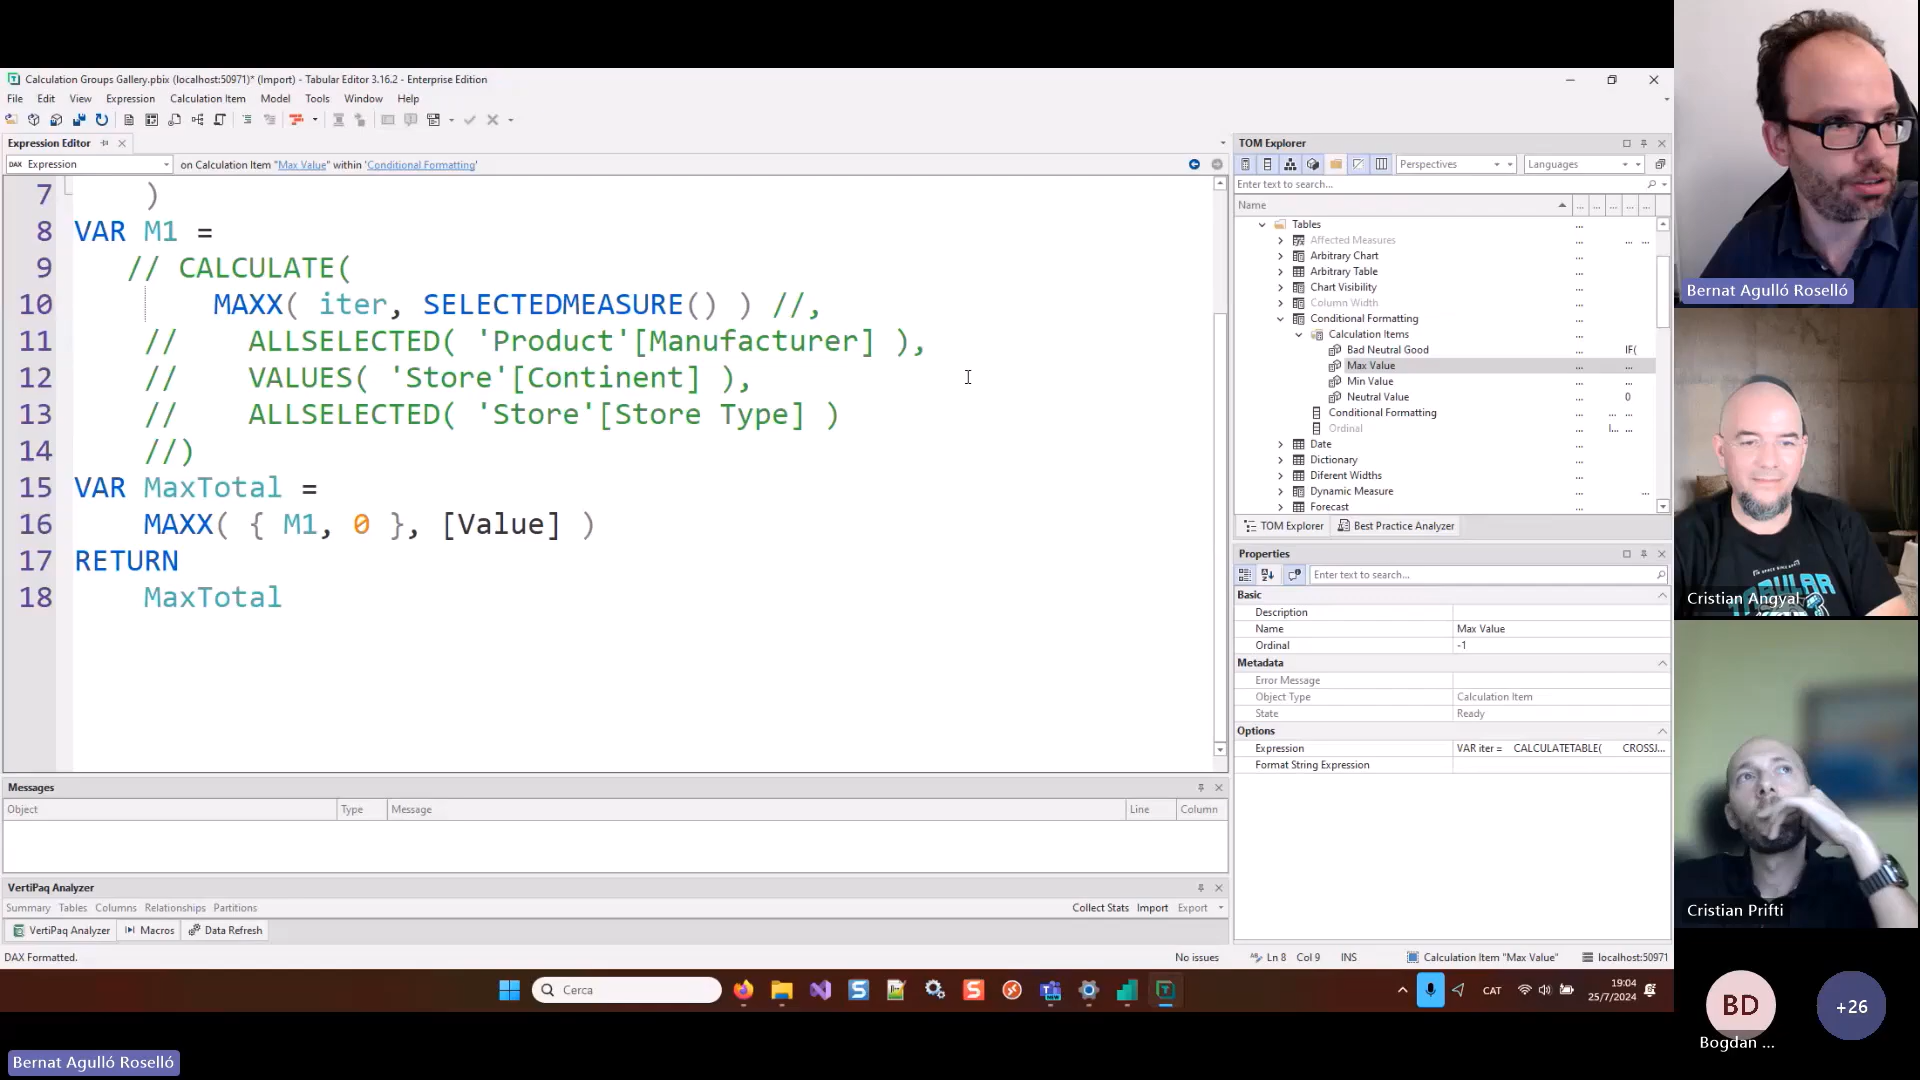 Calculation Groups Gallery.pbix (localhost:50971)* (Import) - Tabular Editor 3.16.2 - Enterprise Edition
File Edit View Expression Calculation Item Model Tools Window Help
Expression Editor
DAX Expression
on Calculation Item "Max Value" within 'Conditional Formatting'
7 )
8 VAR M1 =
9 // CALCULATE(
10 MAXX( iter, SELECTEDMEASURE() ) //,
11 // ALLSELECTED( 'Product'[Manufacturer] ),
12 // VALUES( 'Store'[Continent] ),
13 // ALLSELECTED( 'Store'[Store Type] )
14 //)
15 VAR MaxTotal =
16 MAXX( { M1, 0 }, [Value] )
17 RETURN
18 MaxTotal
Messages
Object Type Message Line Column
VertiPaq Analyzer
Summary Tables Columns Relationships Partitions Collect Stats Import Export
VertiPaq Analyzer Macros Data Refresh
DAX Formatted. No issues Ln 8 Col 9 INS Calculation Item "Max Value" localhost:50971
TOM Explorer
Perspectives Languages
Enter text to search...
Name ... ... ... ... ...
Tables ...
Affected Measures ... ... ...
Arbitrary Chart ...
Arbitrary Table ...
Chart Visibility ...
Column Width ...
Conditional Formatting ...
Calculation Items ...
Bad Neutral Good ... IF(
Max Value ... ...
Min Value ... ...
Neutral Value ... 0
Conditional Formatting ... ...
Ordinal ... I... ...
Date ...
Dictionary ...
Diferent Widths ...
Dynamic Measure ... ...
Forecast ...
TOM Explorer Best Practice Analyzer
Properties
Enter text to search...
Basic
Description
Name Max Value
Ordinal -1
Metadata
Error Message
Object Type Calculation Item
State Ready
Options
Expression VAR iter = CALCULATETABLE( CROSSJ...
Format String Expression
Cerca
CAT
19:04
25/7/2024
Bernat Agulló Roselló
Cristian Angyal
TABULAR
Cristian Prifti
BD
Bogdan ...
+26
Bernat Agulló Roselló